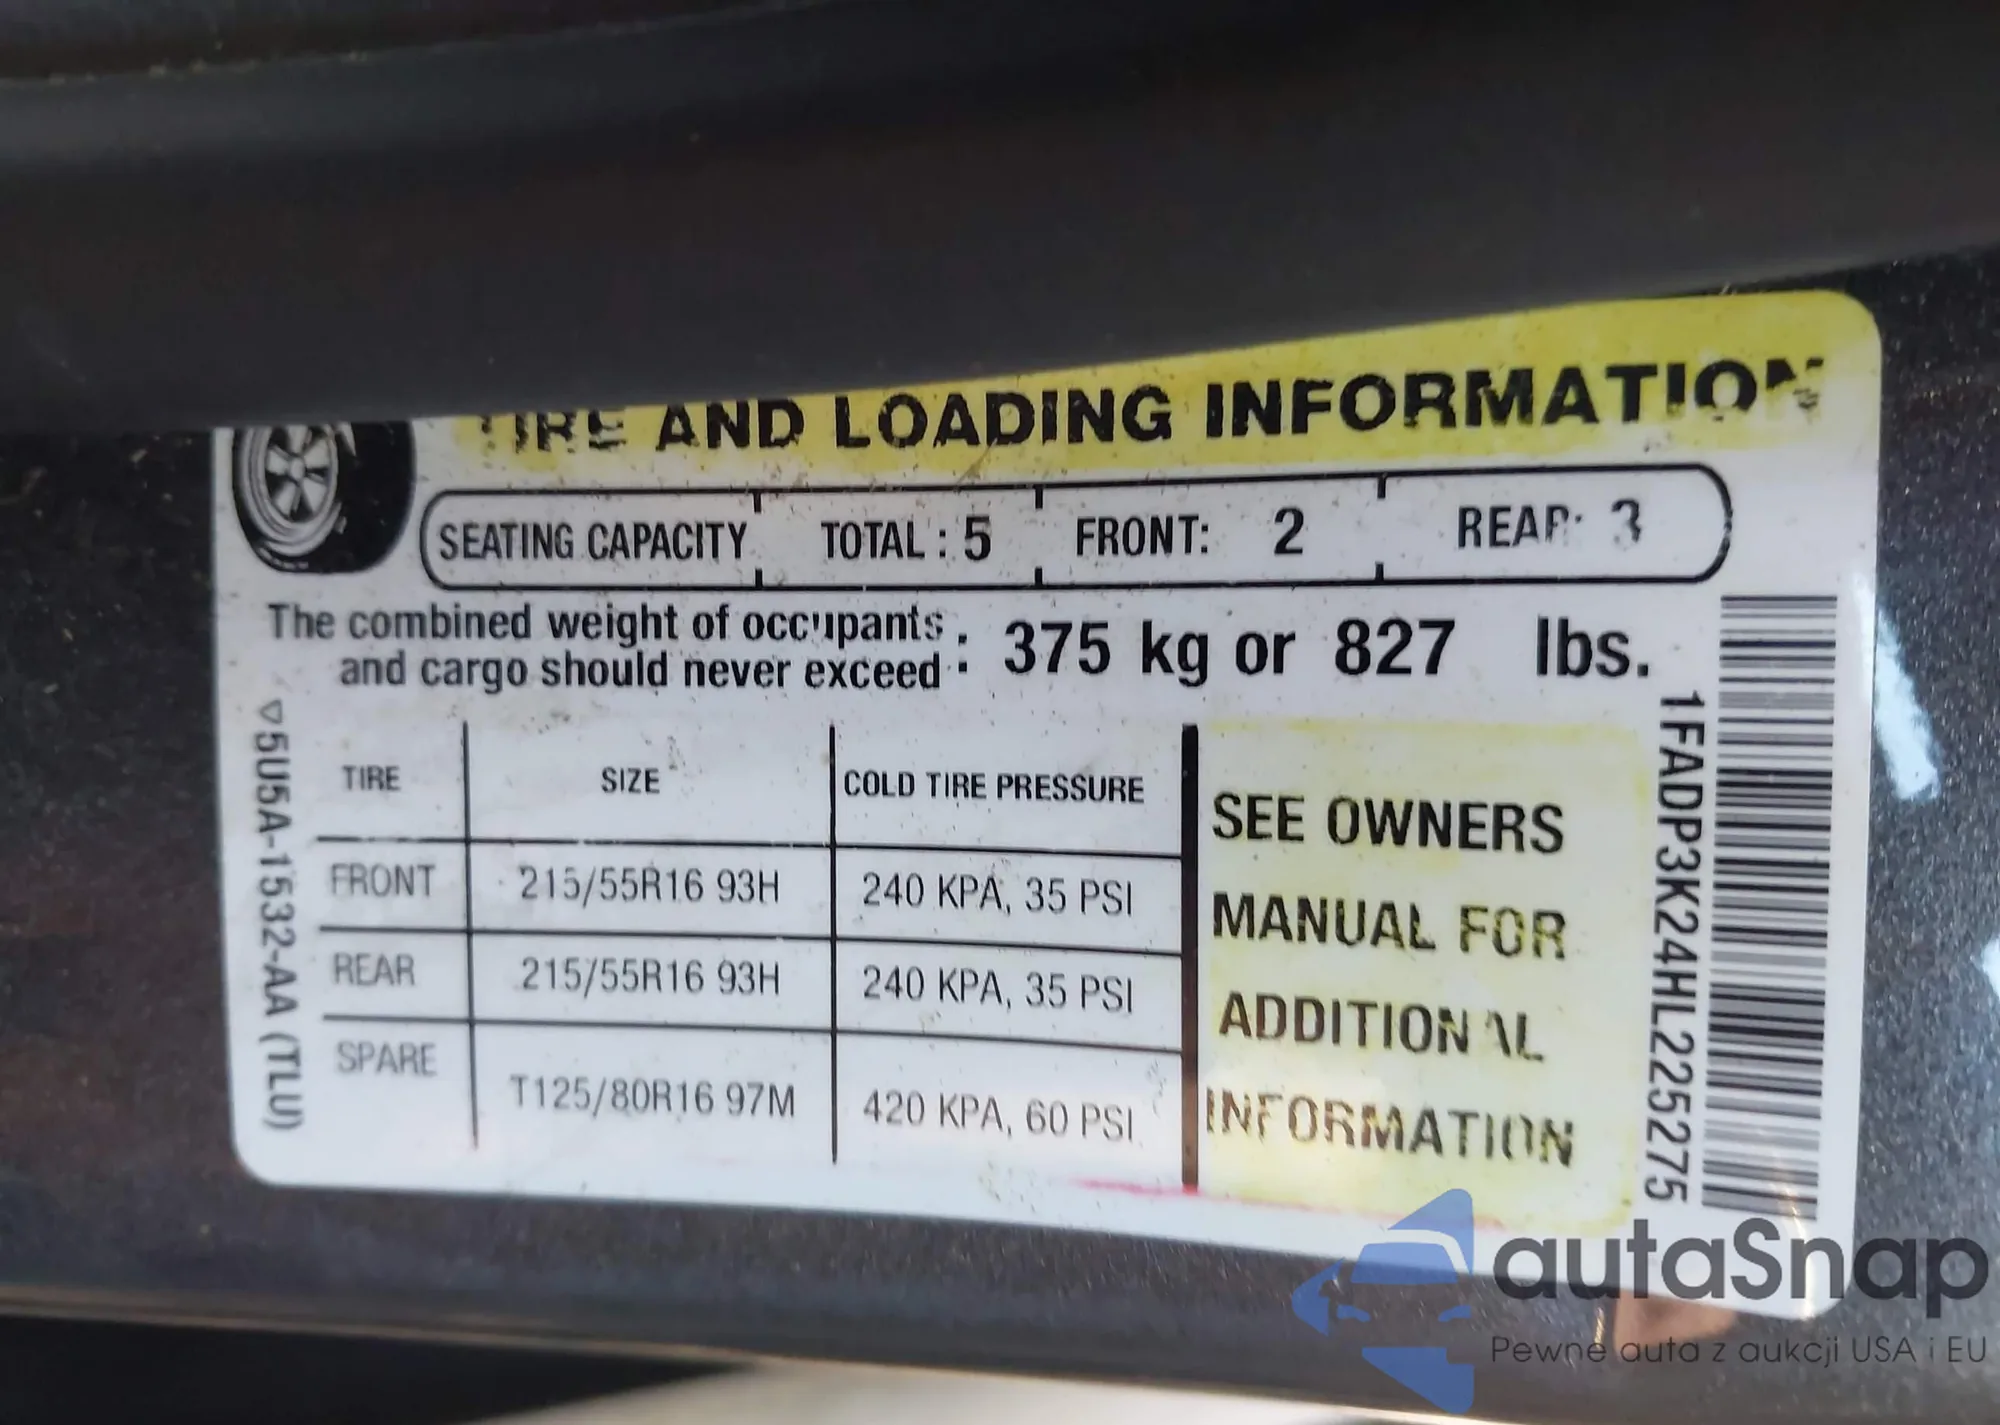 TIRE AND LOADING INFORMATION
SEATING CAPACITY TOTAL : 5 FRONT: 2 REAR: 3
The combined weight of occupants
and cargo should never exceed : 375 kg or 827 lbs.
TIRE SIZE COLD TIRE PRESSURE
FRONT 215/55R16 93H 240 KPA, 35 PSI
REAR 215/55R16 93H 240 KPA, 35 PSI
SPARE T125/80R16 97M 420 KPA, 60 PSI
SEE OWNERS
MANUAL FOR
ADDITIONAL
INFORMATION
▽5U5A-1532-AA (TLU)
1FADP3K24HL225275
autaSnap
Pewne auta z aukcji USA i EU